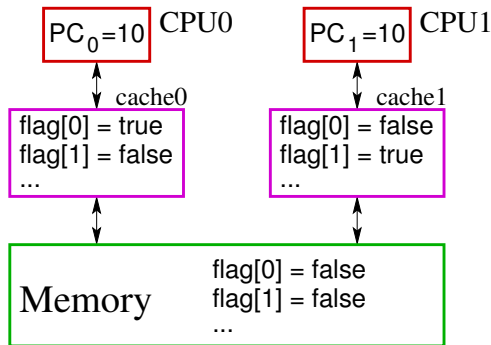 PC0=10 CPU0
PC1=10 CPU1
cache0
flag[0] = true
flag[1] = false
...
cache1
flag[0] = false
flag[1] = true
...
Memory
flag[0] = false
flag[1] = false
...